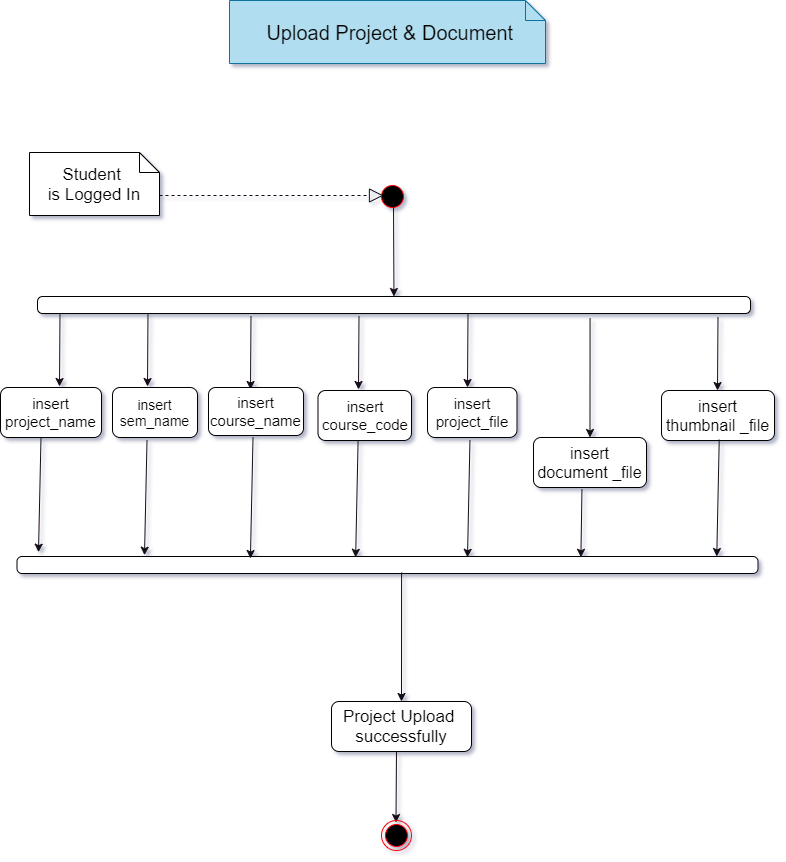 Upload Project & Document
Student
is Logged In
insert
project_name
insert
sem_name
insert
course_name
insert
course_code
insert
project_file
insert
document _file
insert
thumbnail _file
Project Upload
successfully